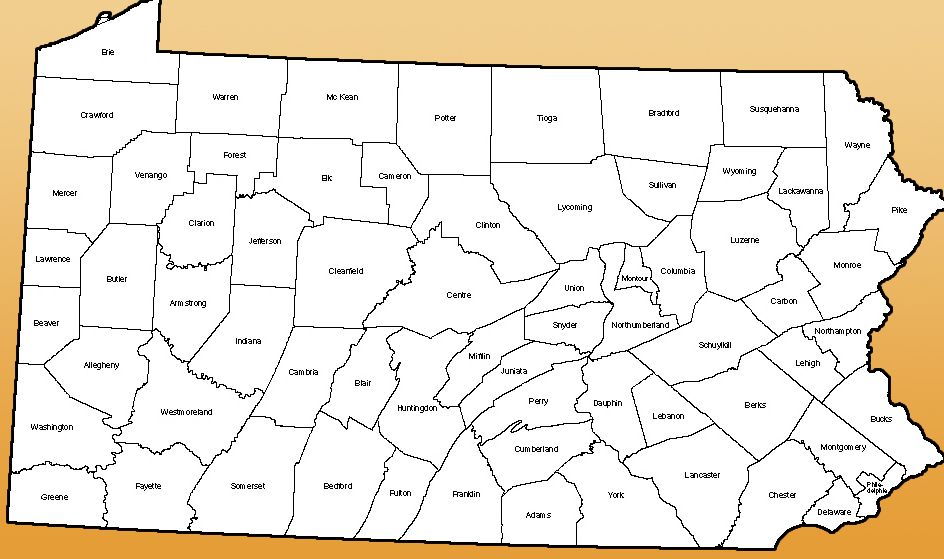 Erie
Warren
Mc Kean
Potter
Tioga
Bradford
Susquehanna
Crawford
Wayne
Forest
Venango
Elk
Cameron
Wyoming
Sullivan
Lackawanna
Mercer
Lycoming
Pike
Clarion
Clinton
Jefferson
Luzerne
Lawrence
Clearfield
Columbia
Monroe
Butler
Montour
Union
Centre
Armstrong
Carbon
Beaver
Snyder
Northumberland
Northampton
Indiana
Schuylkill
Mifflin
Lehigh
Allegheny
Cambria
Juniata
Blair
Perry
Dauphin
Berks
Huntingdon
Westmoreland
Lebanon
Bucks
Washington
Cumberland
Montgomery
Lancaster
Somerset
Bedford
Fayette
Phila-
delphia
Greene
Fulton
Franklin
York
Chester
Adams
Delaware